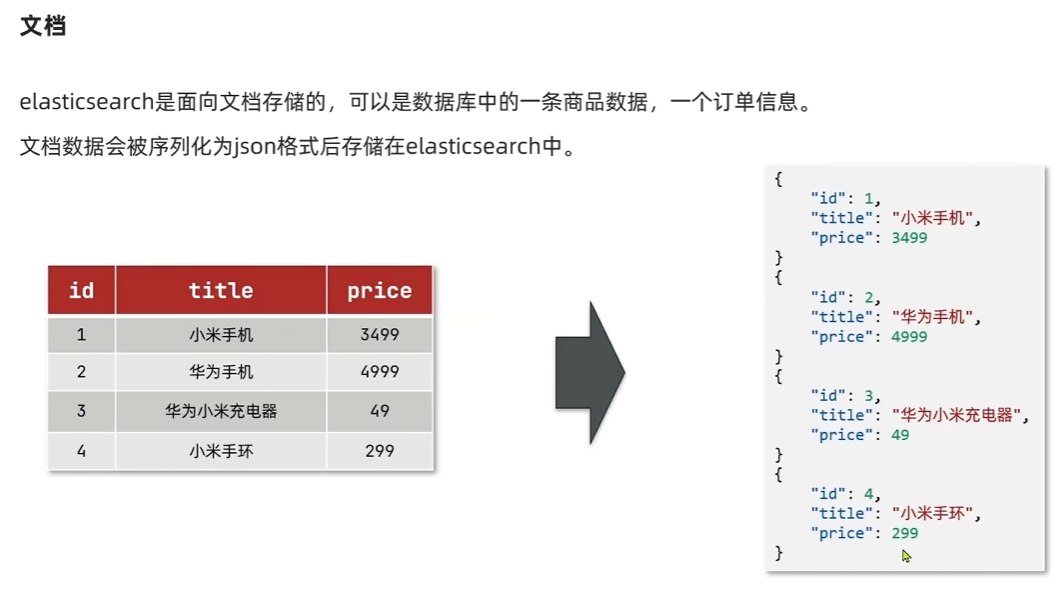 文档
elasticsearch是面向文档存储的，可以是数据库中的一条商品数据，一个订单信息。
文档数据会被序列化为json格式后存储在elasticsearch中。
id title price
1 小米手机 3499
2 华为手机 4999
3 华为小米充电器 49
4 小米手环 299
{
"id": 1,
"title": "小米手机",
"price": 3499
}
{
"id": 2,
"title": "华为手机",
"price": 4999
}
{
"id": 3,
"title": "华为小米充电器",
"price": 49
}
{
"id": 4,
"title": "小米手环",
"price": 299
}